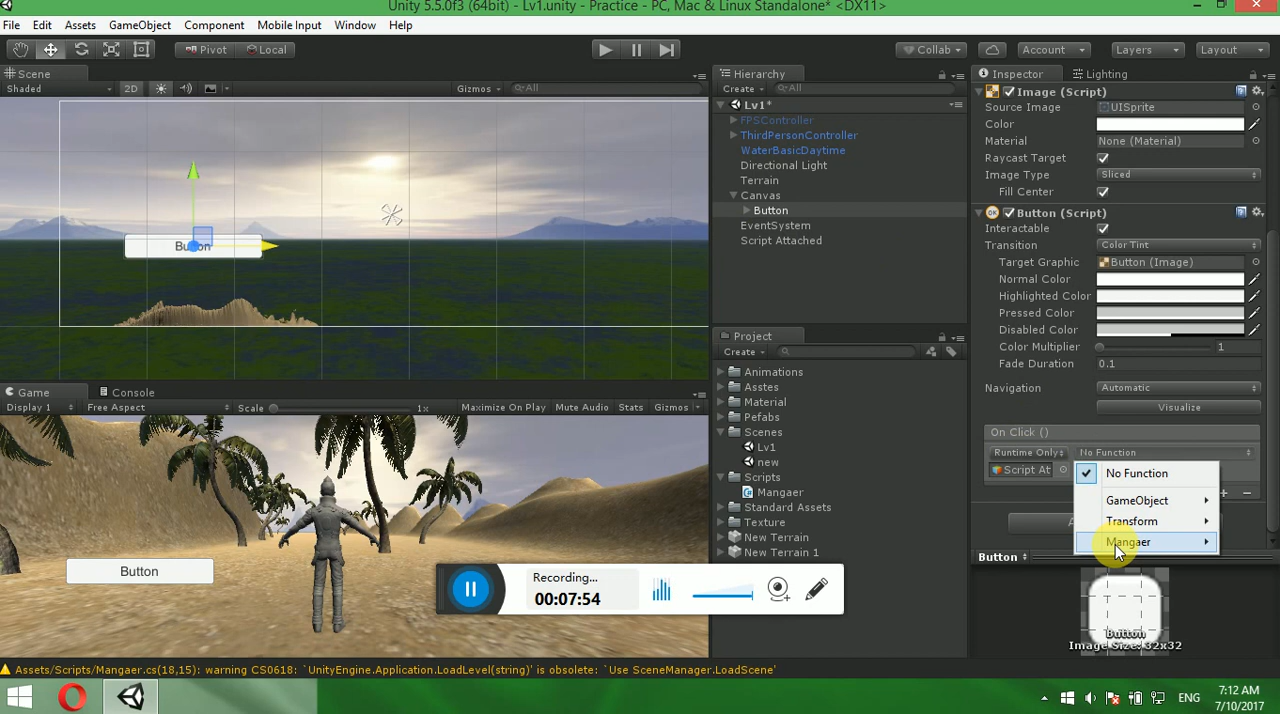 Unity 5.5.0f3 (64bit) - Lv1.unity - Practice - PC, Mac & Linux Standalone* <DX11>
File Edit Assets GameObject Component Mobile Input Window Help
Pivot Local Collab Account Layers Layout
Scene
Shaded 2D Gizmos All
Button
Game Console
Display 1 Free Aspect Scale 1x Maximize On Play Mute Audio Stats Gizmos
Button
Hierarchy
Create All
Lv1*
FPSController
ThirdPersonController
WaterBasicDaytime
Directional Light
Terrain
Canvas
Button
EventSystem
Script Attached
Project
Create
Animations
Asstes
Material
Pefabs
Scenes
Lv1
new
Scripts
Mangaer
Standard Assets
Texture
New Terrain
New Terrain 1
Recording...
00:07:54
Inspector Lighting
Image (Script)
Source Image UISprite
Color
Material None (Material)
Raycast Target
Image Type Sliced
Fill Center
OK Button (Script)
Interactable
Transition Color Tint
Target Graphic Button (Image)
Normal Color
Highlighted Color
Pressed Color
Disabled Color
Color Multiplier 1
Fade Duration 0.1
Navigation Automatic
Visualize
On Click ()
Runtime Only No Function
Script At
No Function
GameObject
Transform
Mangaer
Button
Button
Image Size: 32x32
Assets/Scripts/Mangaer.cs(18,15): warning CS0618: `UnityEngine.Application.LoadLevel(string)' is obsolete: `Use SceneManager.LoadScene'
ENG
7:12 AM
7/10/2017